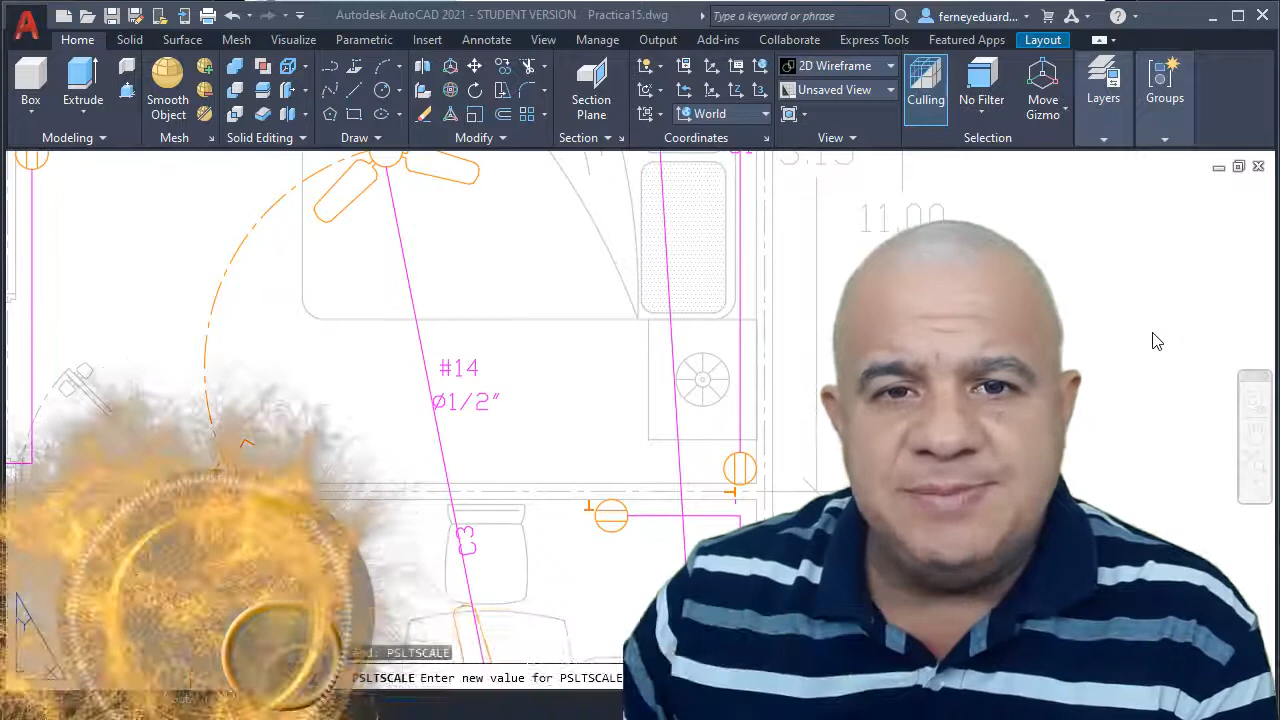 Autodesk AutoCAD 2021 - STUDENT VERSION Practica15.dwg
Type a keyword or phrase
ferneyeduard...
Home Solid Surface Mesh Visualize Parametric Insert Annotate View Manage Output Add-ins Collaborate Express Tools Featured Apps Layout
Box
Extrude
Smooth
Object
Section
Plane
2D Wireframe
Unsaved View
World
Culling
No Filter
Move
Gizmo
Layers
Groups
Modeling
Mesh
Solid Editing
Draw
Modify
Section
Coordinates
View
Selection
11.00
#14
Ø1/2"
C3
PSLTSCALE
PSLTSCALE Enter new value for PSLTSCALE